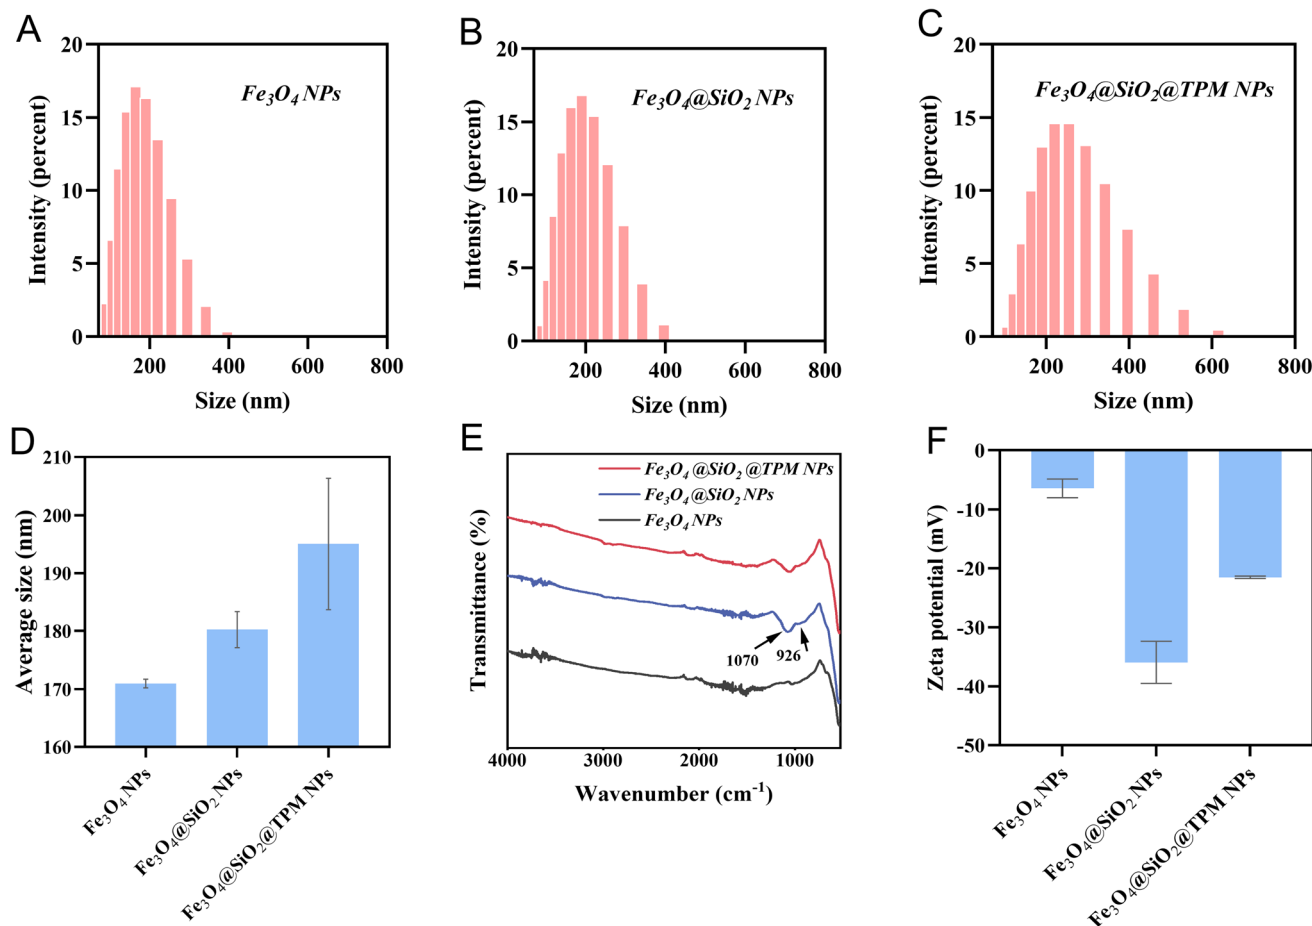 A
Fe₃O₄ NPs
Intensity (percent)
20
15
10
5
0
200
400
600
800
Size (nm)
B
Fe₃O₄@SiO₂ NPs
Intensity (percent)
20
15
10
5
0
200
400
600
800
Size (nm)
C
Fe₃O₄@SiO₂@TPM NPs
Intensity (percent)
20
15
10
5
0
200
400
600
800
Size (nm)
D
Average size (nm)
210
200
190
180
170
160
Fe₃O₄ NPs
Fe₃O₄@SiO₂ NPs
Fe₃O₄@SiO₂@TPM NPs
E
Fe₃O₄@SiO₂@TPM NPs
Fe₃O₄@SiO₂ NPs
Fe₃O₄ NPs
Transmittance (%)
1070
926
4000
3000
2000
1000
Wavenumber (cm⁻¹)
F
Zeta potential (mV)
0
-10
-20
-30
-40
-50
Fe₃O₄ NPs
Fe₃O₄@SiO₂ NPs
Fe₃O₄@SiO₂@TPM NPs